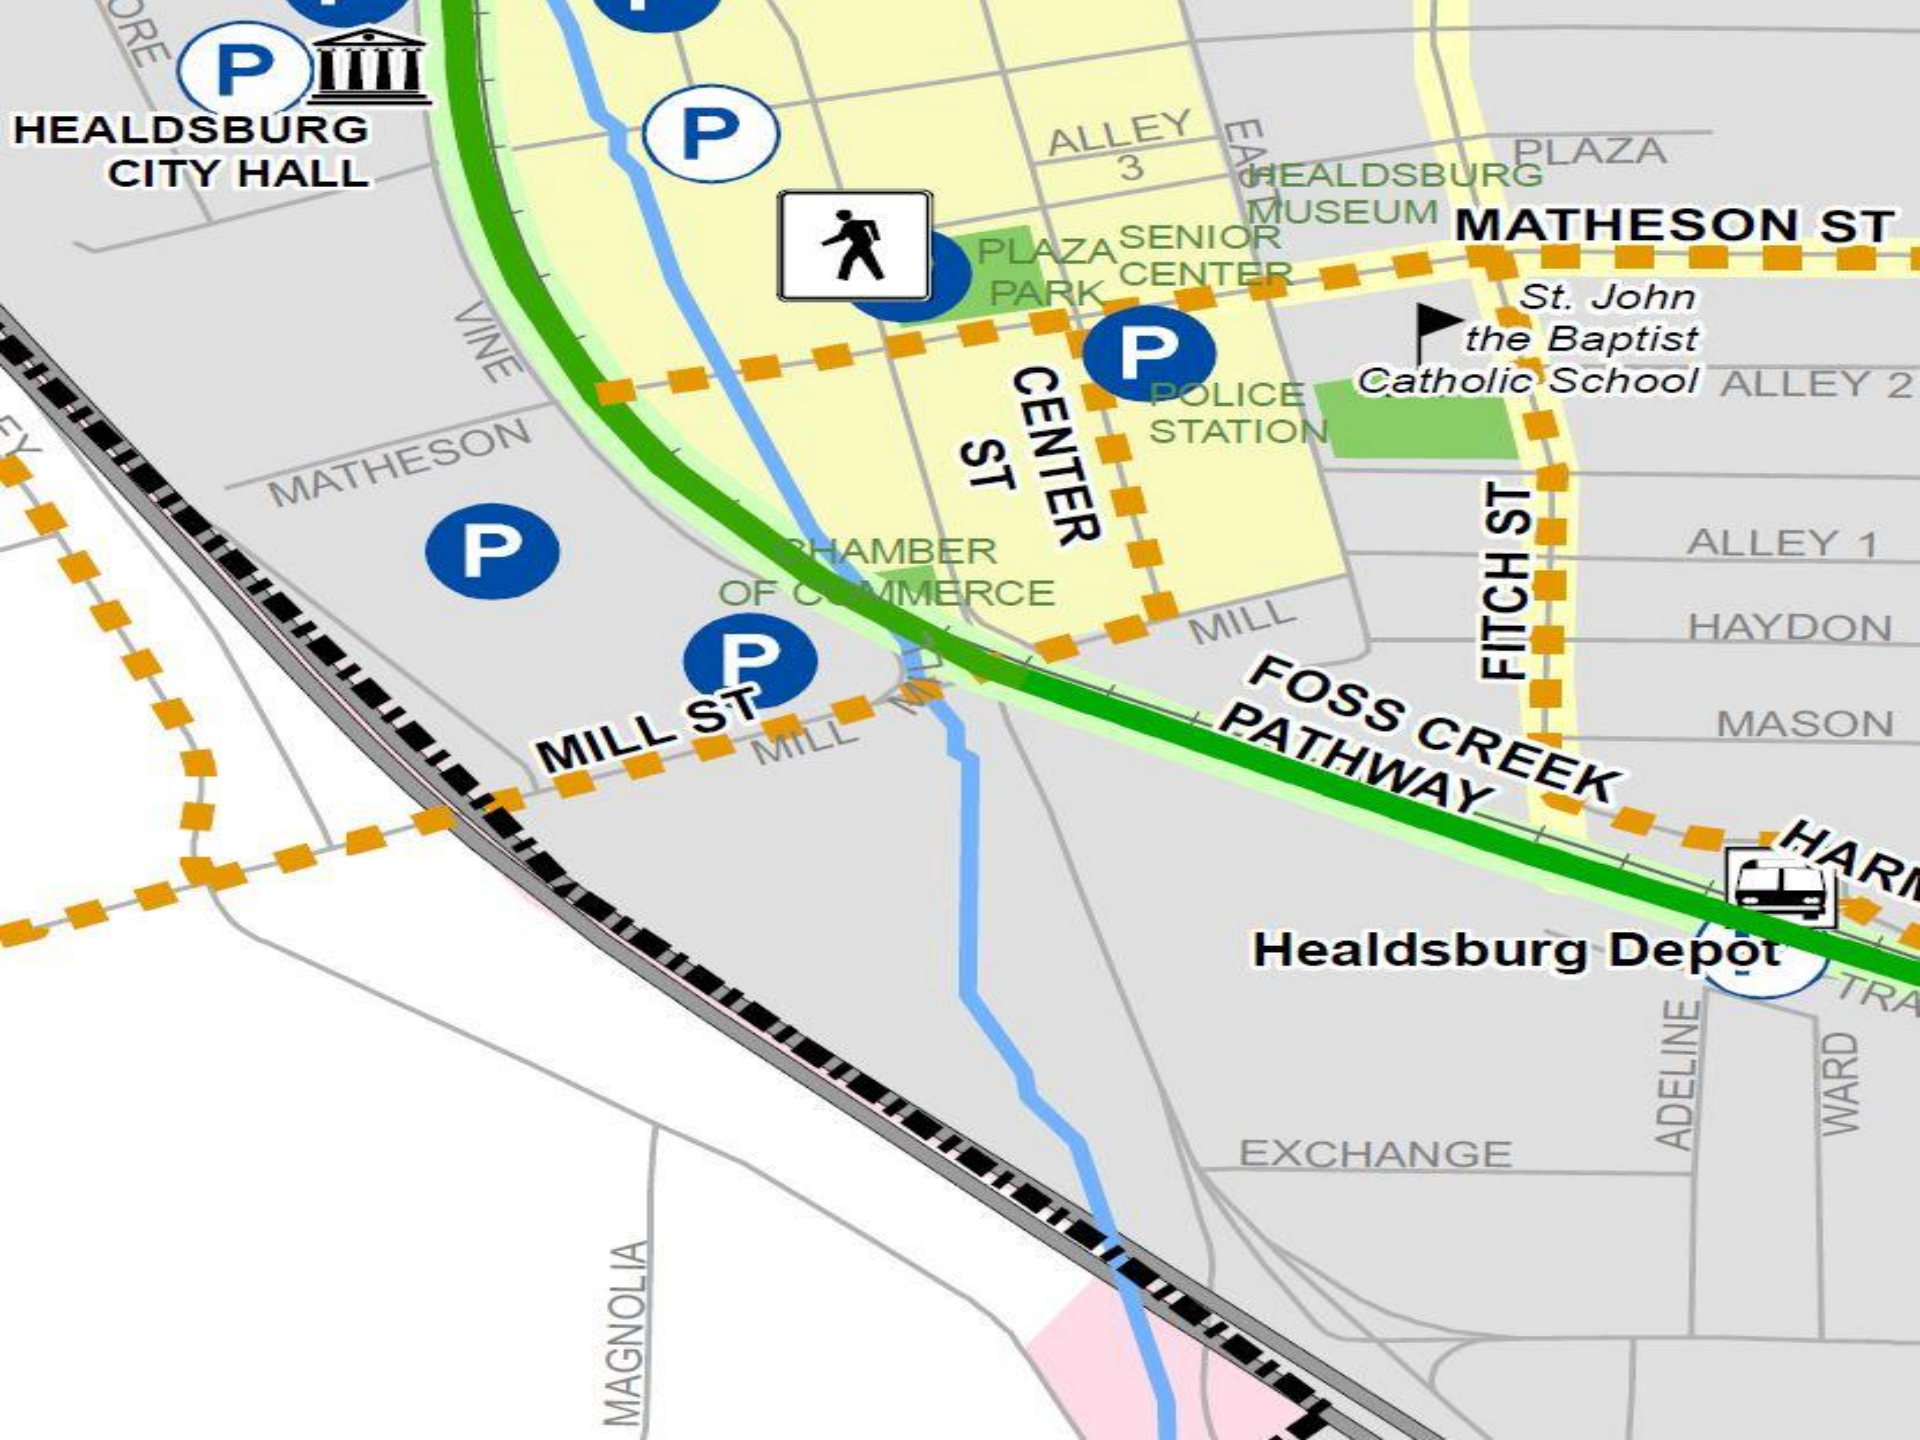 P
HEALDSBURG
CITY HALL
P
ALLEY
3
PLAZA
HEALDSBURG
MUSEUM
MATHESON ST
PLAZA
PARK
SENIOR
CENTER
St. John
the Baptist
Catholic School
VINE
P
POLICE
STATION
ALLEY 2
CENTER
ST
MATHESON
P
FITCH ST
ALLEY 1
CHAMBER
OF COMMERCE
MILL
HAYDON
P
MILL ST
MILL
MILL
FOSS CREEK
PATHWAY
MASON
Healdsburg Depot
ADELINE
WARD
EXCHANGE
MAGNOLIA